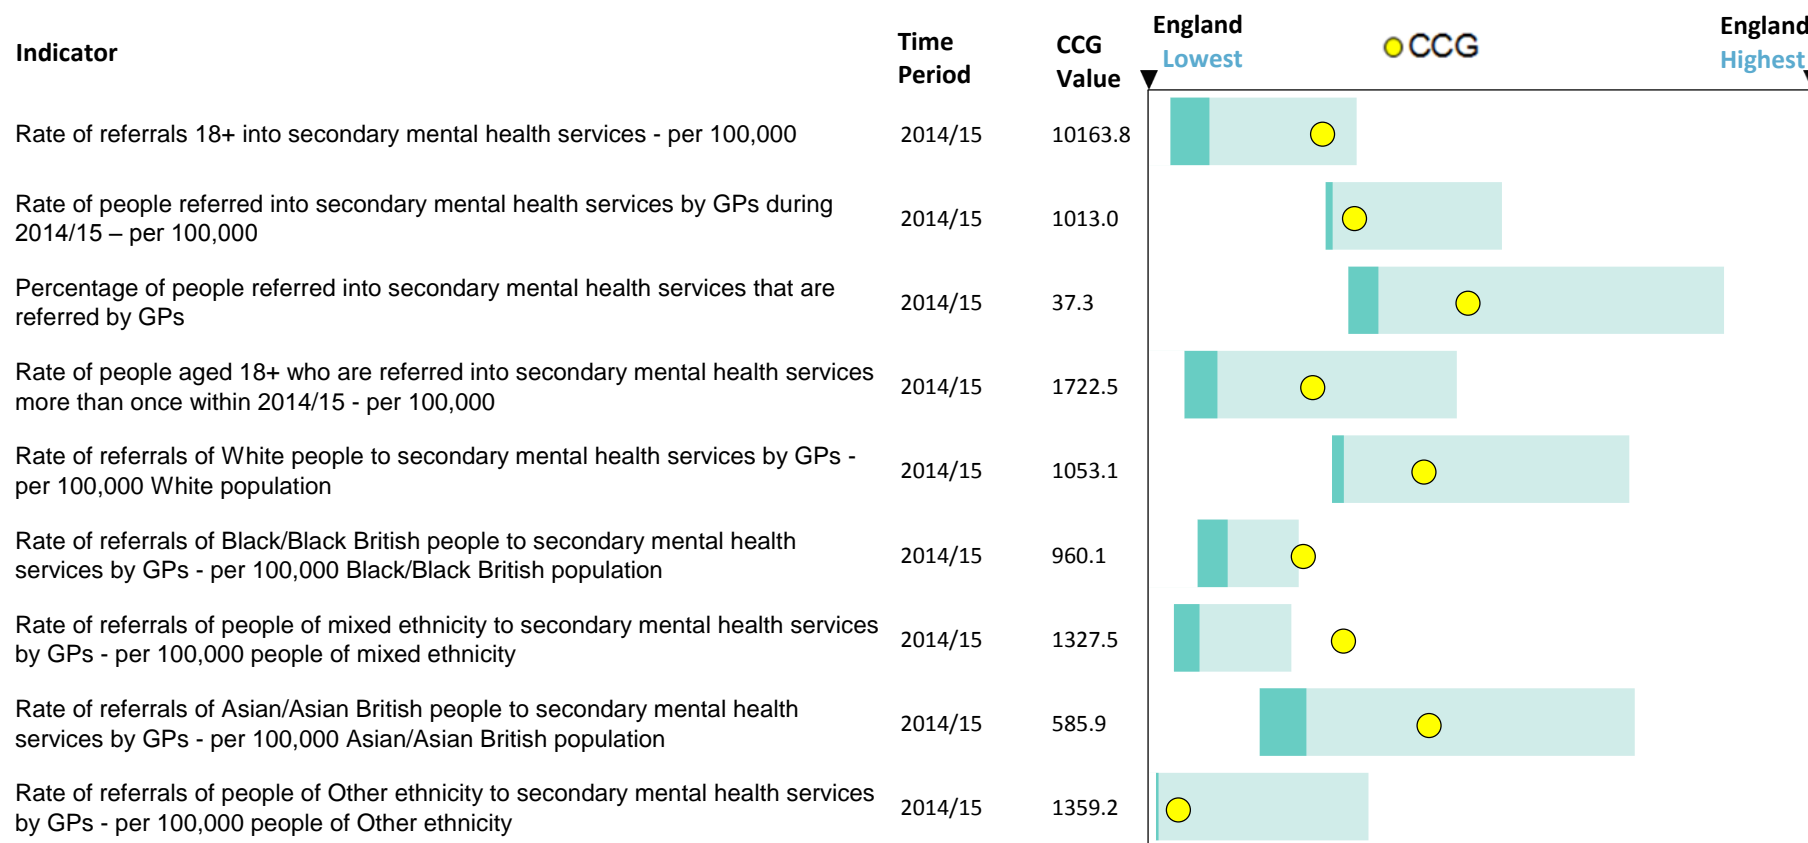 Indicator
Time
Period
CCG
Value
England
Lowest
CCG
England
Highest
Rate of referrals 18+ into secondary mental health services - per 100,000
2014/15
10163.8
Rate of people referred into secondary mental health services by GPs during
2014/15 – per 100,000
2014/15
1013.0
Percentage of people referred into secondary mental health services that are
referred by GPs
2014/15
37.3
Rate of people aged 18+ who are referred into secondary mental health services
more than once within 2014/15 - per 100,000
2014/15
1722.5
Rate of referrals of White people to secondary mental health services by GPs -
per 100,000 White population
2014/15
1053.1
Rate of referrals of Black/Black British people to secondary mental health
services by GPs - per 100,000 Black/Black British population
2014/15
960.1
Rate of referrals of people of mixed ethnicity to secondary mental health services
by GPs - per 100,000 people of mixed ethnicity
2014/15
1327.5
Rate of referrals of Asian/Asian British people to secondary mental health
services by GPs - per 100,000 Asian/Asian British population
2014/15
585.9
Rate of referrals of people of Other ethnicity to secondary mental health services
by GPs - per 100,000 people of Other ethnicity
2014/15
1359.2